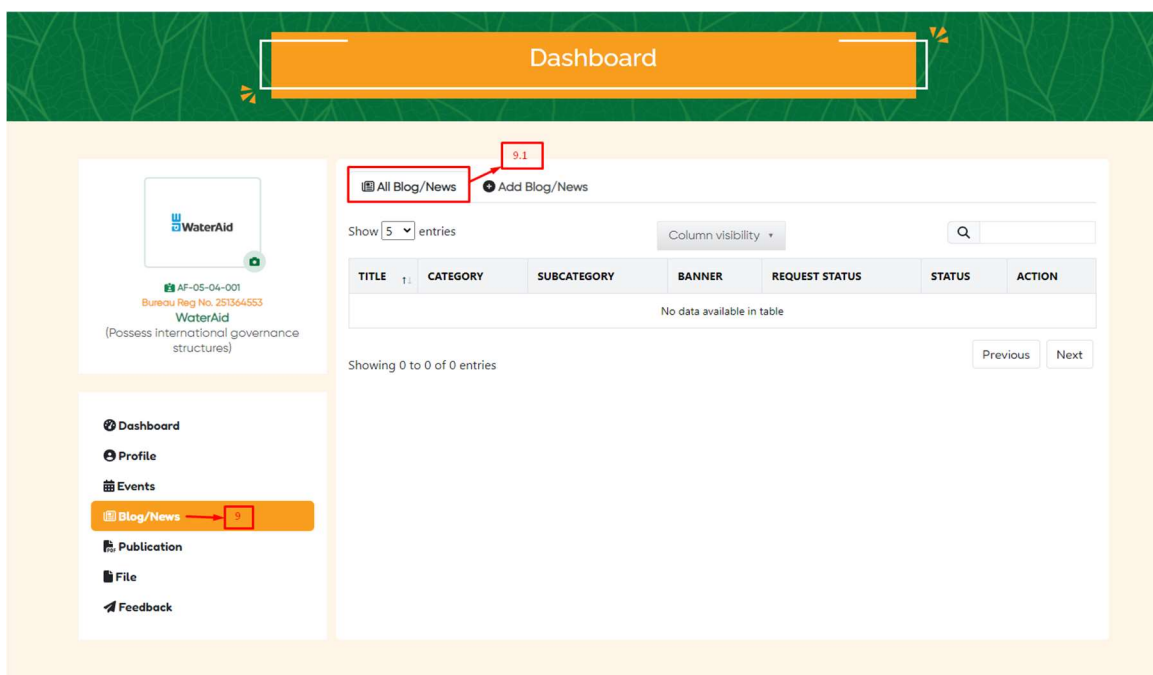 Dashboard
9.1
All Blog/News Add Blog/News
WaterAid
Show 5 entries Column visibility
TITLE CATEGORY SUBCATEGORY BANNER REQUEST STATUS STATUS ACTION
No data available in table
Showing 0 to 0 of 0 entries Previous Next
AF-05-04-001
Bureau Reg No. 251364553
WaterAid
(Possess international governance
structures)
Dashboard
Profile
Events
Blog/News 9
Publication
File
Feedback